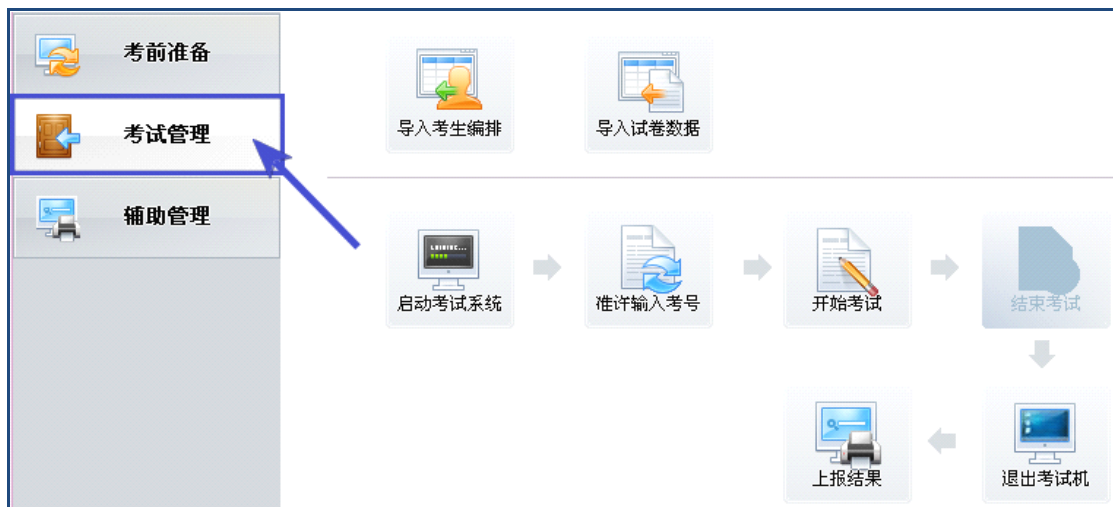 考前准备
考试管理
辅助管理
导入考生编排
导入试卷数据
启动考试系统
准许输入考号
开始考试
结束考试
上报结果
退出考试机